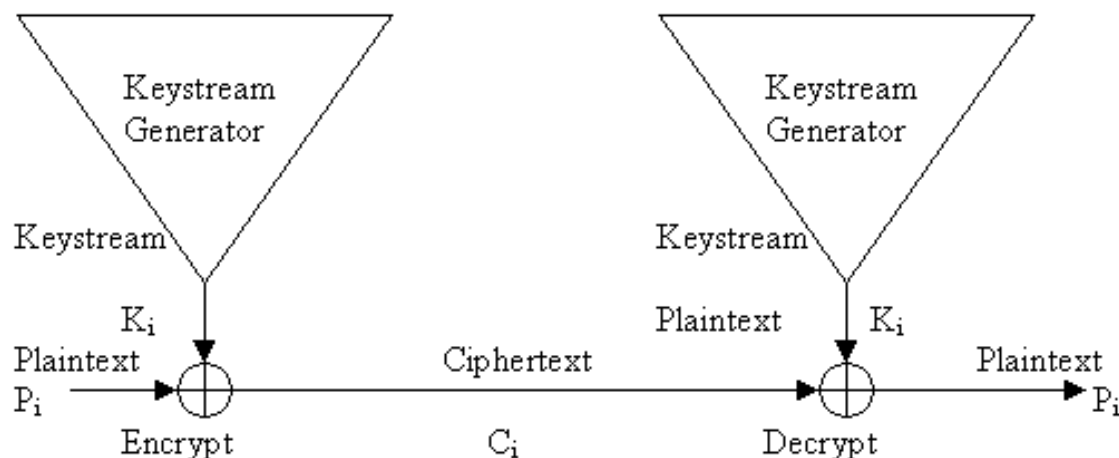 Keystream
Generator
Keystream
Generator
Keystream
Keystream
K_i
Plaintext
K_i
Plaintext
Ciphertext
Plaintext
P_i
P_i
Encrypt
C_i
Decrypt